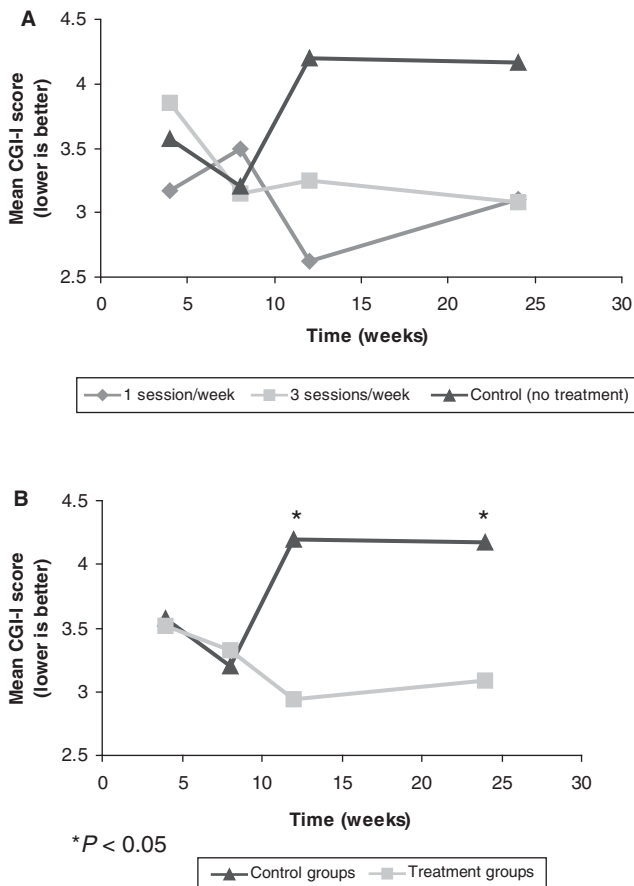 A
Mean CGI-I score
(lower is better)
4.5
4
3.5
3
2.5
0 5 10 15 20 25 30
Time (weeks)
1 session/week 3 sessions/week Control (no treatment)
B
Mean CGI-I score
(lower is better)
4.5
4
3.5
3
2.5
* *
0 5 10 15 20 25 30
Time (weeks)
*P < 0.05
Control groups Treatment groups